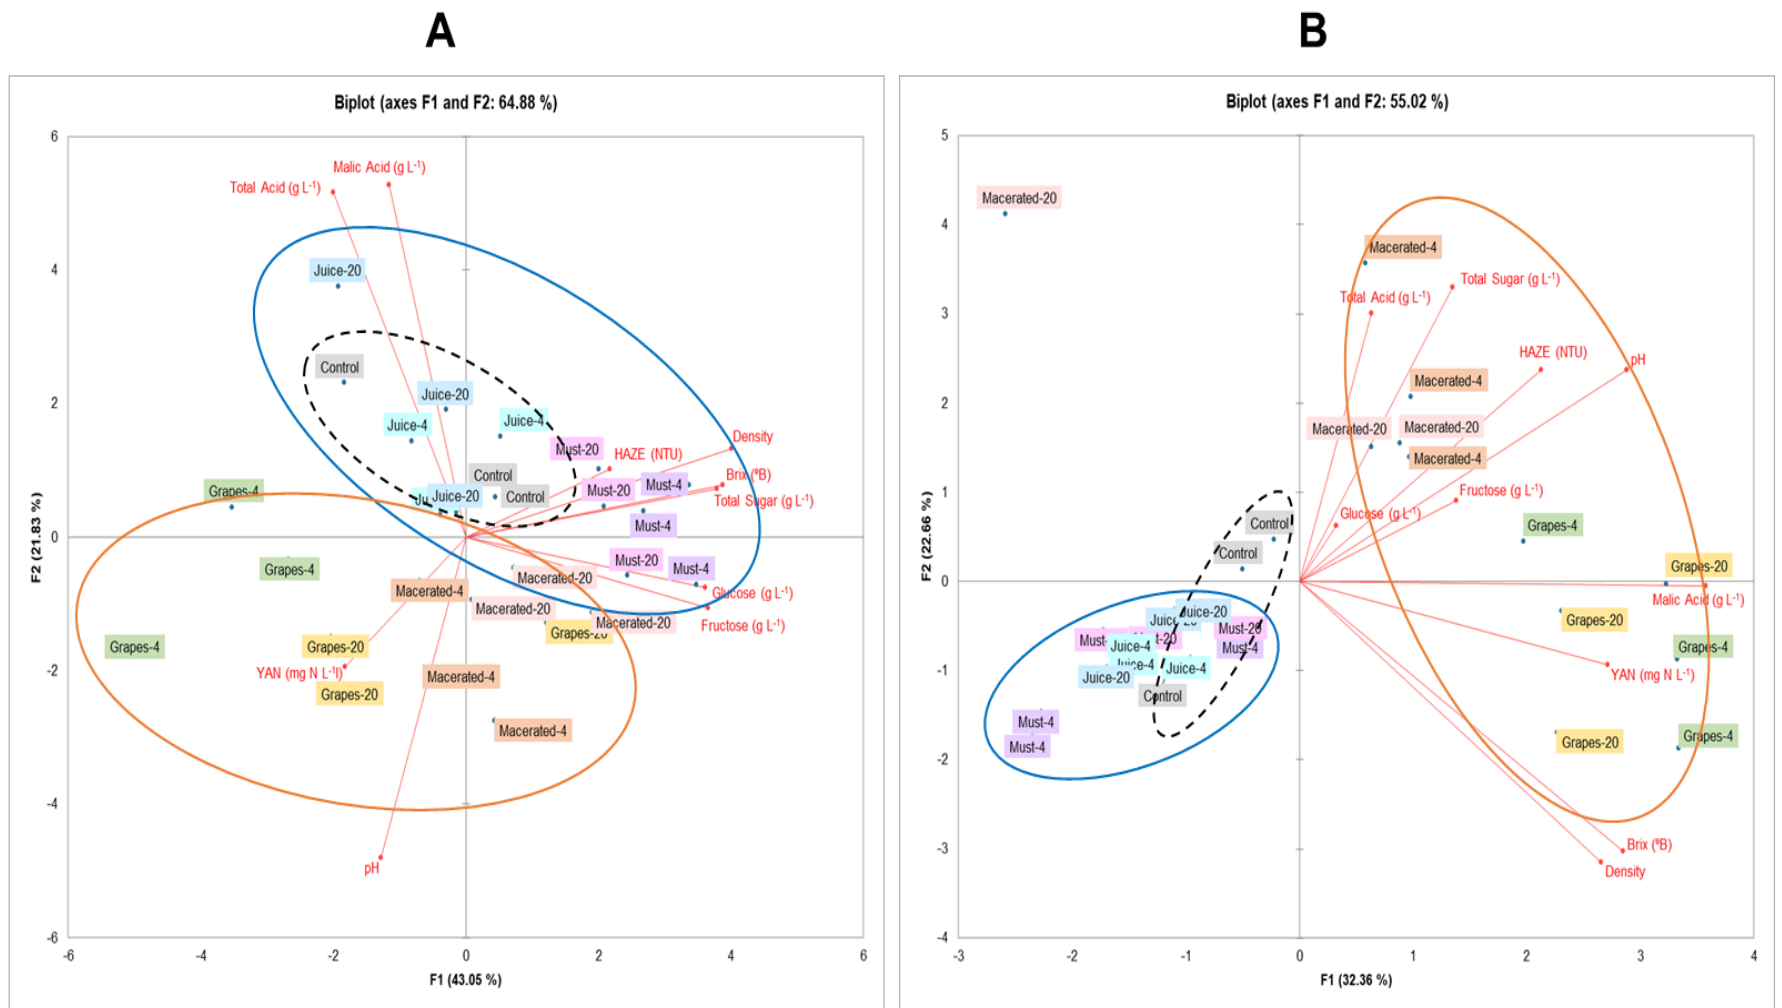 A
B
Biplot (axes F1 and F2: 64.88 %)
6
4
2
0
-2
-4
-6
F2 (21.83 %)
Malic Acid (g L-1)
Total Acid (g L-1)
Juice-20
Control
Juice-20
Juice-4
Juice-4
Density
Must-20
HAZE (NTU)
Control
Brix (ºB)
Must-20
Must-4
Grapes-4
Juice-20
Control
Total Sugar (g L-1)
Must-4
Must-20
Must-4
Grapes-4
Macerated-20
Macerated-4
Glucose (g L-1)
Macerated-20
Macerated-20
Fructose (g L-1)
Grapes-20
Grapes-4
Grapes-20
YAN (mg N L-1l)
Macerated-4
Grapes-20
Macerated-4
pH
-6
-4
-2
0
2
4
6
F1 (43.05 %)
Biplot (axes F1 and F2: 55.02 %)
5
4
3
2
1
0
-1
-2
-3
-4
F2 (22.66 %)
Macerated-20
Macerated-4
Total Sugar (g L-1)
Total Acid (g L-1)
HAZE (NTU)
pH
Macerated-4
Macerated-20
Macerated-20
Macerated-4
Fructose (g L-1)
Glucose (g L-1)
Control
Grapes-4
Control
Grapes-20
Malic Acid (g L-1)
Juice-20
Grapes-20
Must-20
Juice-4
Must-4
Grapes-4
Juice-4
Juice-4
YAN (mg N L-1)
Juice-20
Control
Must-4
Grapes-4
Must-4
Grapes-20
Brix (ºB)
Density
-3
-2
-1
0
1
2
3
4
F1 (32.36 %)